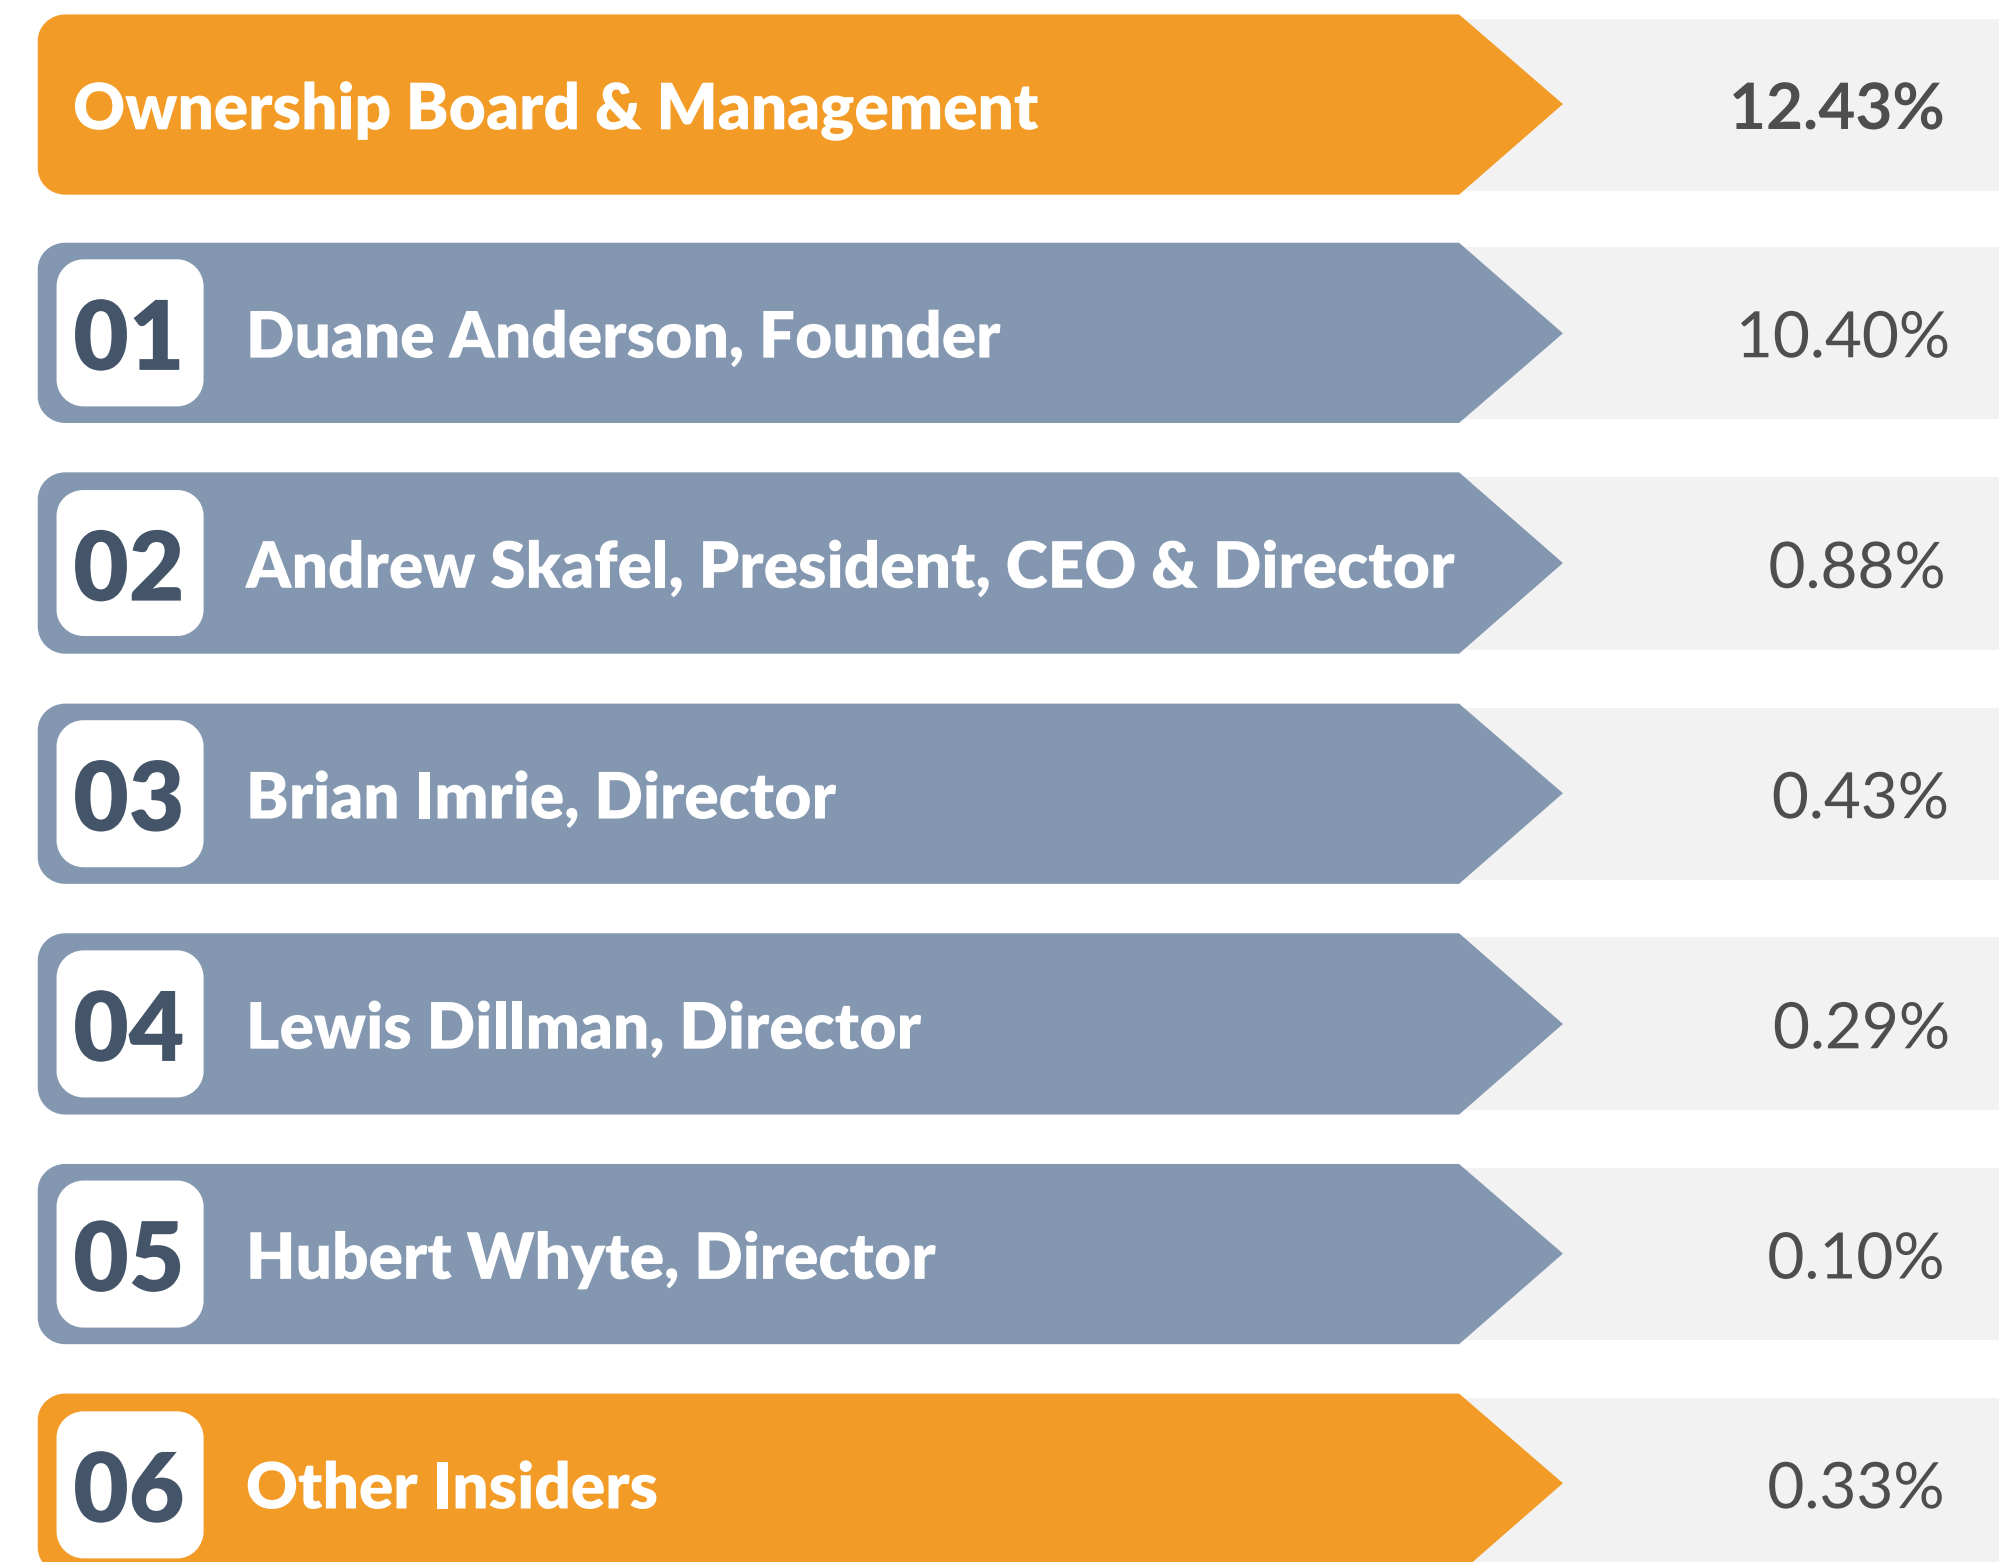 Ownership Board & Management 12.43%
01 Duane Anderson, Founder 10.40%
02 Andrew Skafel, President, CEO & Director 0.88%
03 Brian Imrie, Director 0.43%
04 Lewis Dillman, Director 0.29%
05 Hubert Whyte, Director 0.10%
06 Other Insiders 0.33%